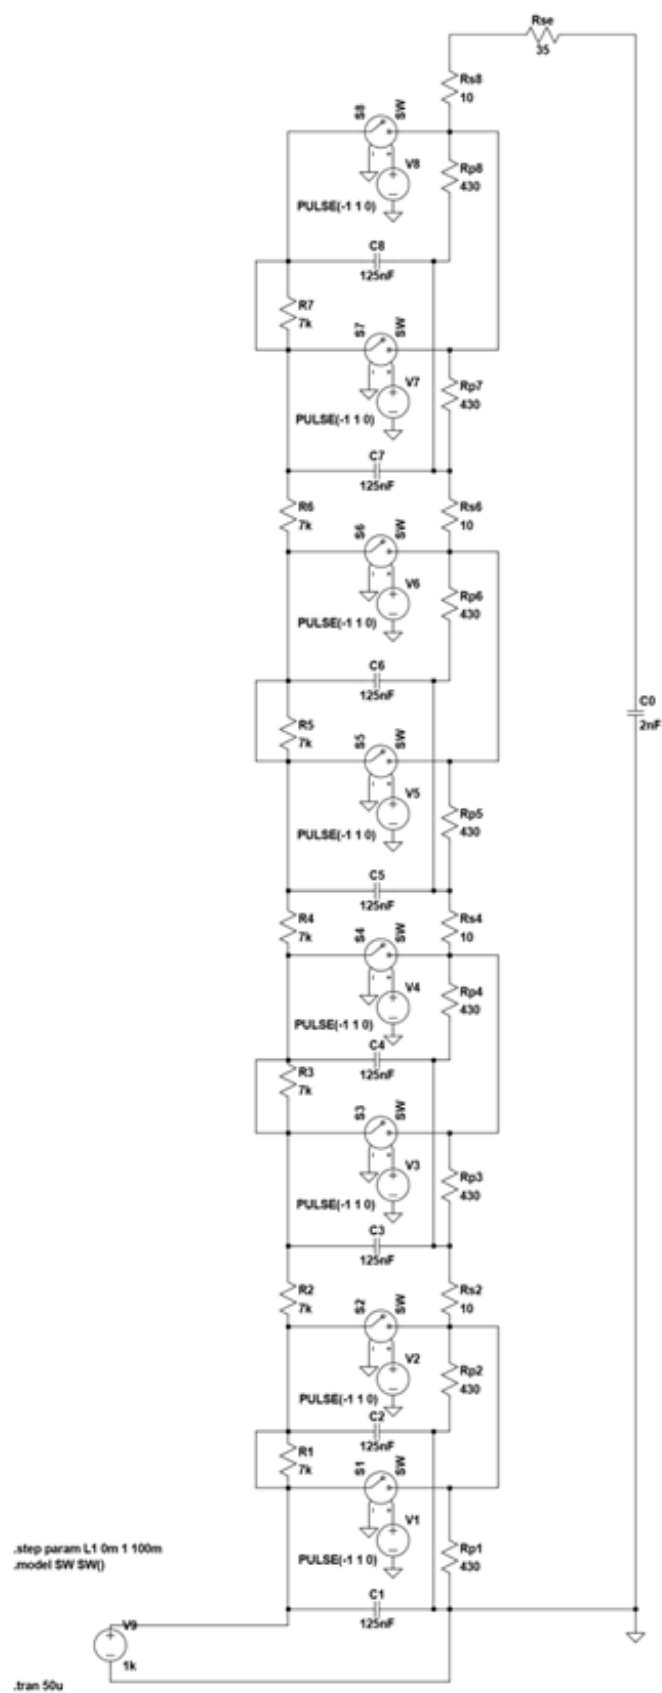 Rse
35
Rs8
10
S8
SW
V8
Rp8
430
PULSE(-1 1 0)
C8
125nF
R7
7k
S7
SW
V7
Rp7
430
PULSE(-1 1 0)
C7
125nF
R6
7k
Rs6
10
S6
SW
V6
Rp6
430
PULSE(-1 1 0)
C6
125nF
C0
2nF
R5
7k
S5
SW
V5
Rp5
430
PULSE(-1 1 0)
C5
125nF
R4
7k
Rs4
10
S4
SW
V4
Rp4
430
PULSE(-1 1 0)
C4
125nF
R3
7k
S3
SW
V3
Rp3
430
PULSE(-1 1 0)
C3
125nF
R2
7k
Rs2
10
S2
SW
V2
Rp2
430
PULSE(-1 1 0)
C2
125nF
R1
7k
S1
SW
V1
Rp1
430
PULSE(-1 1 0)
.step param L1 0m 1 100m
.model SW SW()
C1
125nF
V9
1k
.tran 50u